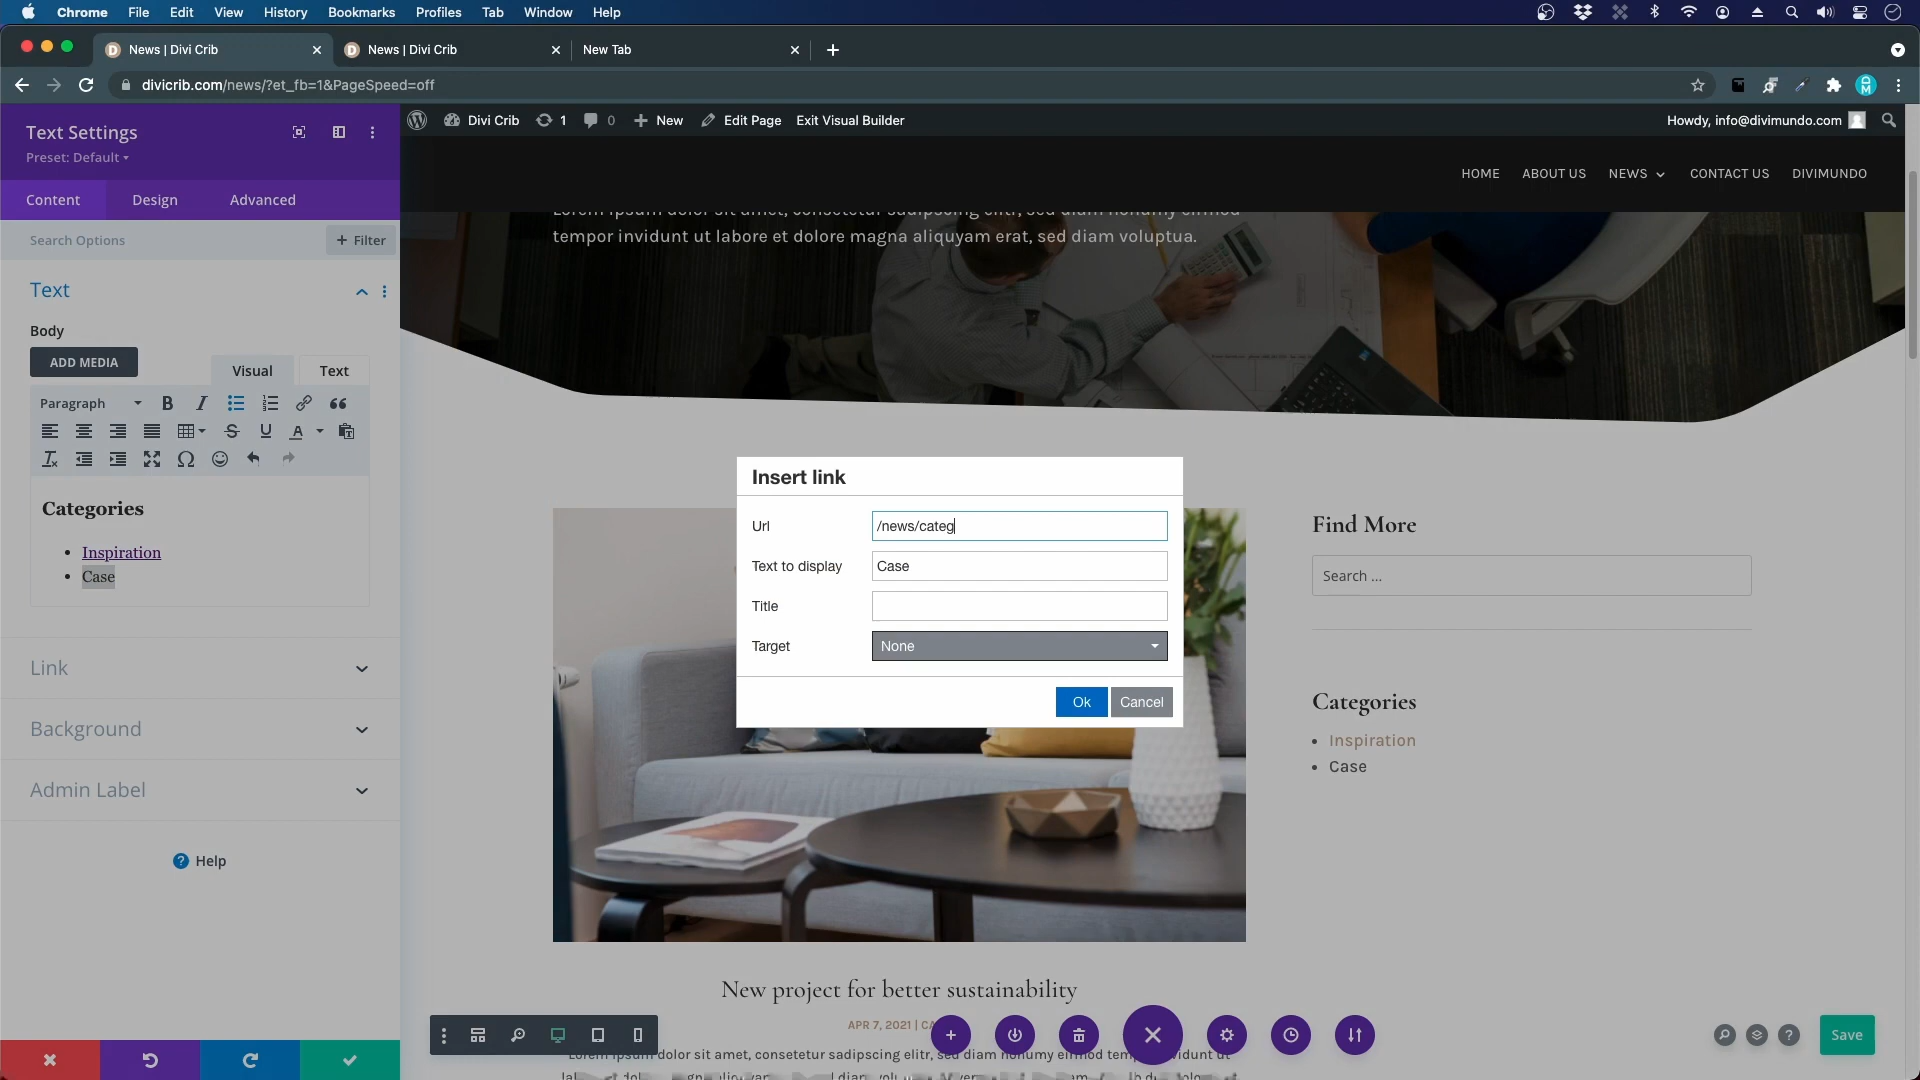 Chrome File Edit View History Bookmarks Profiles Tab Window Help
News | Divi Crib
News | Divi Crib
New Tab
divicrib.com/news/?et_fb=1&PageSpeed=off
Text Settings
Preset: Default
Content Design Advanced
Search Options
+ Filter
Text
Body
ADD MEDIA
Visual
Text
Paragraph
Categories
• Inspiration
• Case
Link
Background
Admin Label
Help
Divi Crib 1 0 New Edit Page Exit Visual Builder
Howdy, info@divimundo.com
HOME ABOUT US NEWS CONTACT US DIVIMUNDO
Lorem ipsum dolor sit amet, consetetur sadipscing elitr, sed diam nonumy eirmod
tempor invidunt ut labore et dolore magna aliquyam erat, sed diam voluptua.
Insert link
Url /news/categ
Text to display Case
Title
Target None
Ok Cancel
Find More
Search ...
Categories
• Inspiration
• Case
New project for better sustainability
APR 7, 2021 |
Lorem ipsum dolor sit amet, consetetur sadipscing elitr, sed diam nonumy eirmod
Save